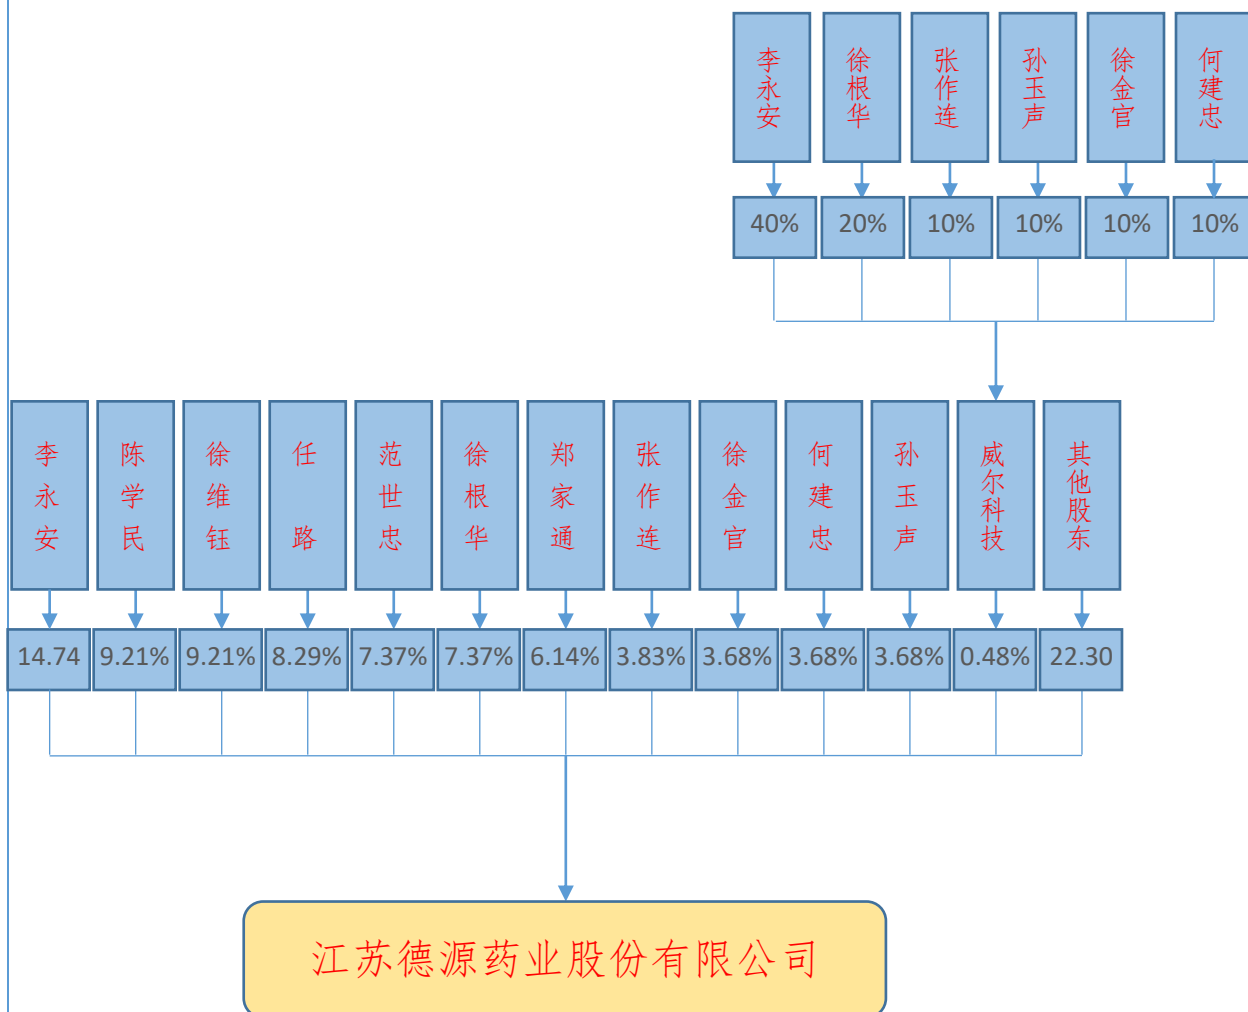 李永安
徐根华
张作连
孙玉声
徐金官
何建忠
40%
20%
10%
10%
10%
10%
李永安
陈学民
徐维钰
任路
范世忠
徐根华
郑家通
张作连
徐金官
何建忠
孙玉声
威尔科技
其他股东
14.74
9.21%
9.21%
8.29%
7.37%
7.37%
6.14%
3.83%
3.68%
3.68%
3.68%
0.48%
22.30
江苏德源药业股份有限公司